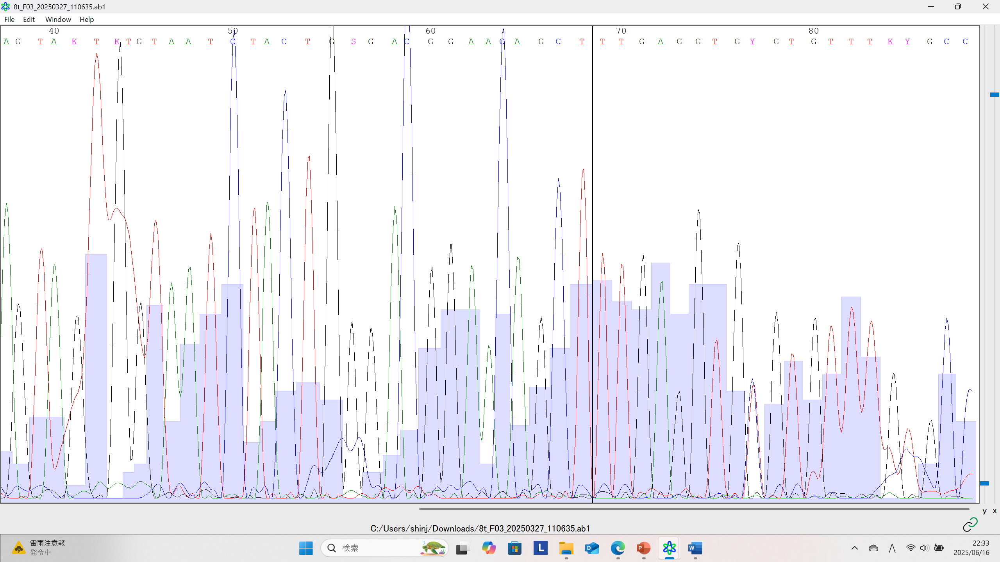 8t_F03_20250327_110635.ab1
File Edit Window Help
40 50 60 70 80
A G T A K T K T G T A A T C T A C T G S G A C G G A A C A G C T T T G A G G T G Y G T G T T T K Y G C C
y x
C:/Users/shinj/Downloads/8t_F03_20250327_110635.ab1
雷雨注意報
発令中
検索
L
O
P
W
A
22:33
2025/06/16